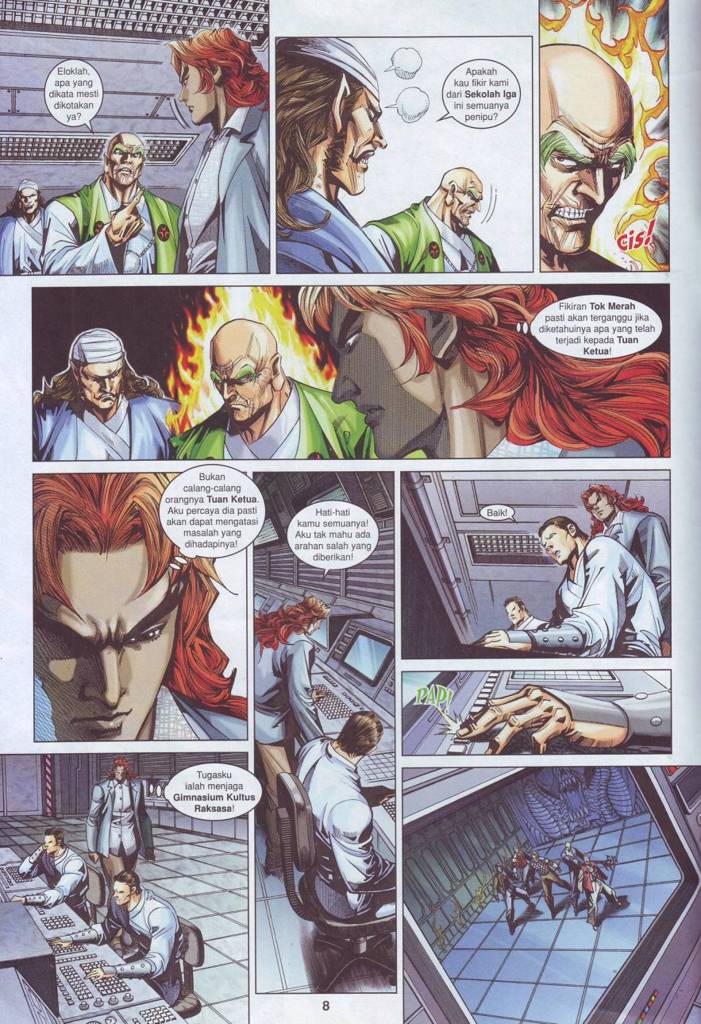 Eloklah,
apa yang
dikata mesti
dikotakan
ya?
Apakah
kau fikir kami
dari Sekolah Iga
ini semuanya
penipu?
Cis!
Fikiran Tok Merah
pasti akan terganggu jika
diketahuinya apa yang telah
terjadi kepada Tuan
Ketua!
Bukan
calang-calang
orangnya Tuan Ketua.
Aku percaya dia pasti
akan dapat mengatasi
masalah yang
dihadapinya!
Hati-hati
kamu semuanya!
Aku tak mahu ada
arahan salah yang
diberikan!
Baik!
PAP!
Tugasku
ialah menjaga
Gimnasium Kultus
Raksasa!
8